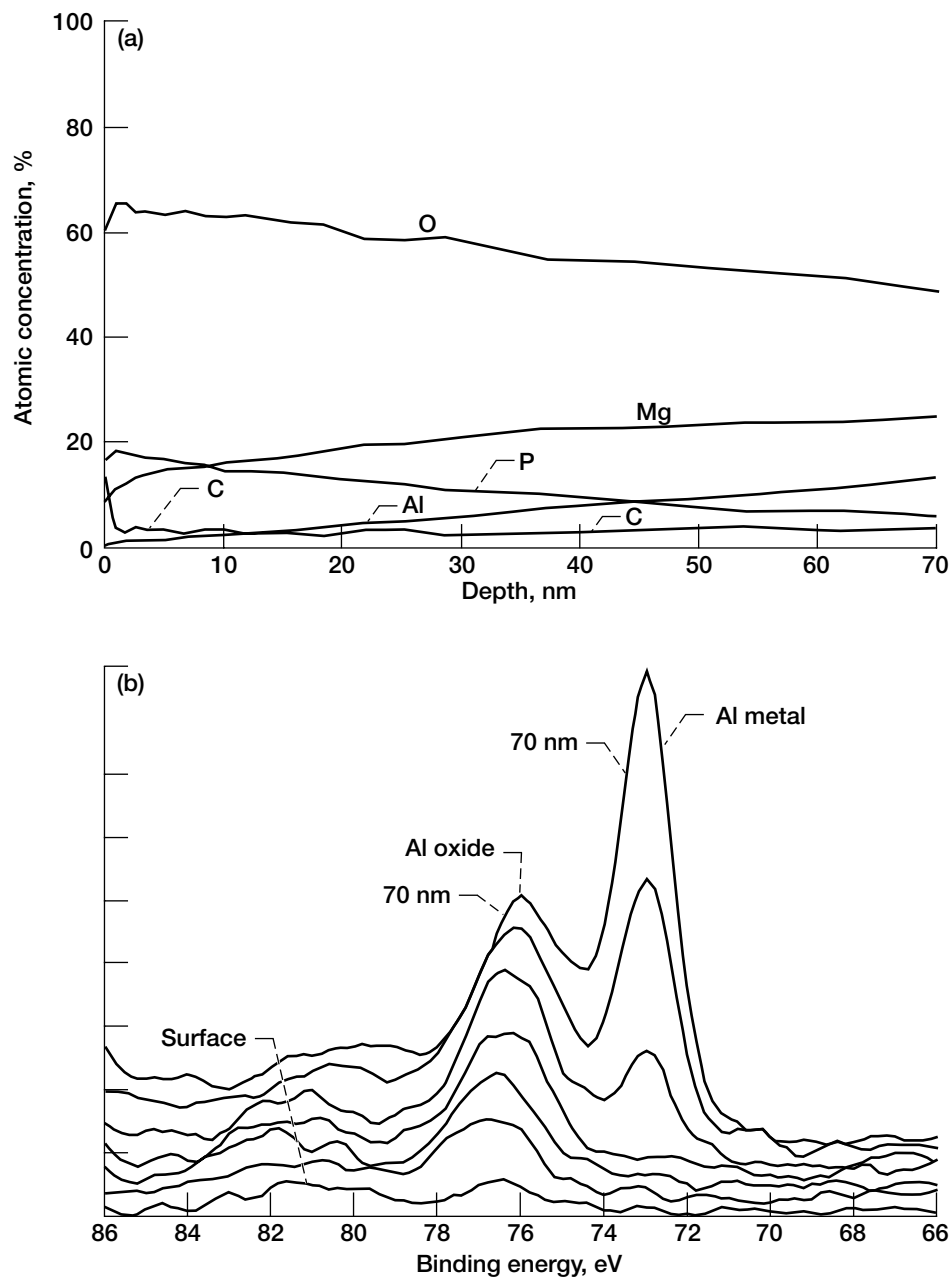 (a)
100
80
60
40
20
0
Atomic concentration, %
O
Mg
P
C
Al
C
0 10 20 30 40 50 60 70
Depth, nm
(b)
Al metal
70 nm
Al oxide
70 nm
Surface
86 84 82 80 78 76 74 72 70 68 66
Binding energy, eV